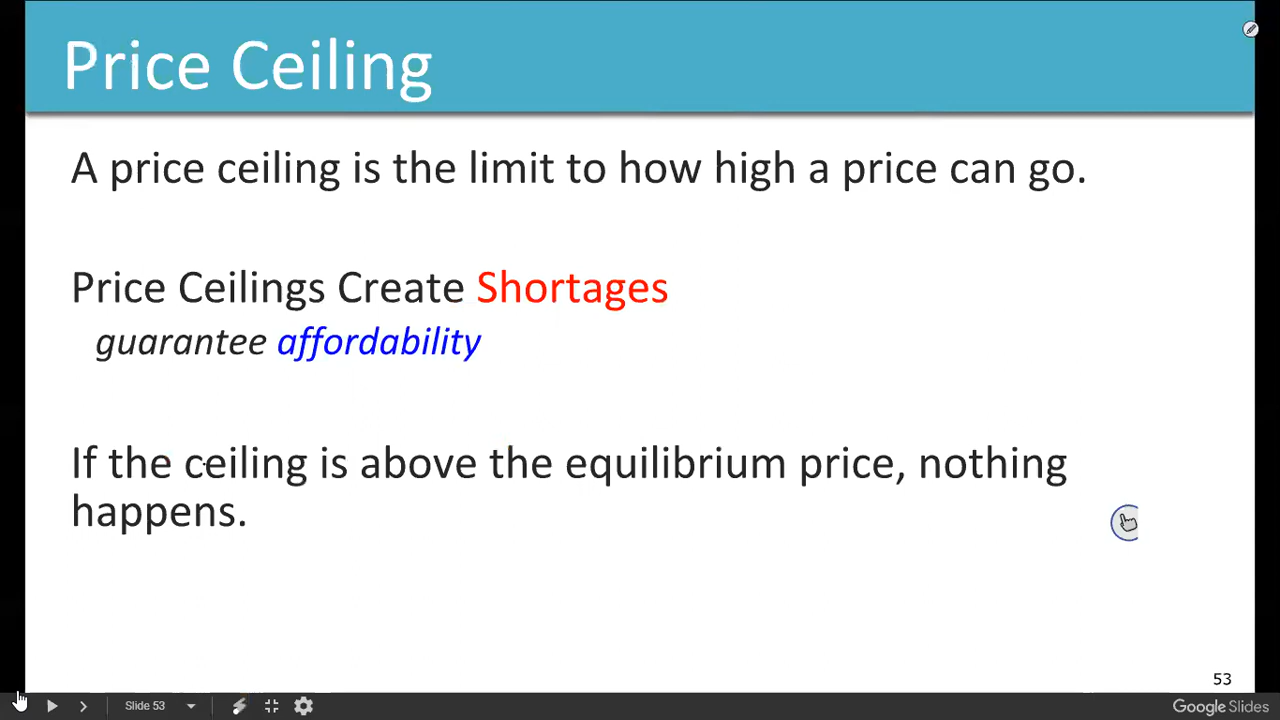 Price Ceiling
A price ceiling is the limit to how high a price can go.
Price Ceilings Create Shortages
guarantee affordability
If the ceiling is above the equilibrium price, nothing
happens.
53
Slide 53
Google Slides